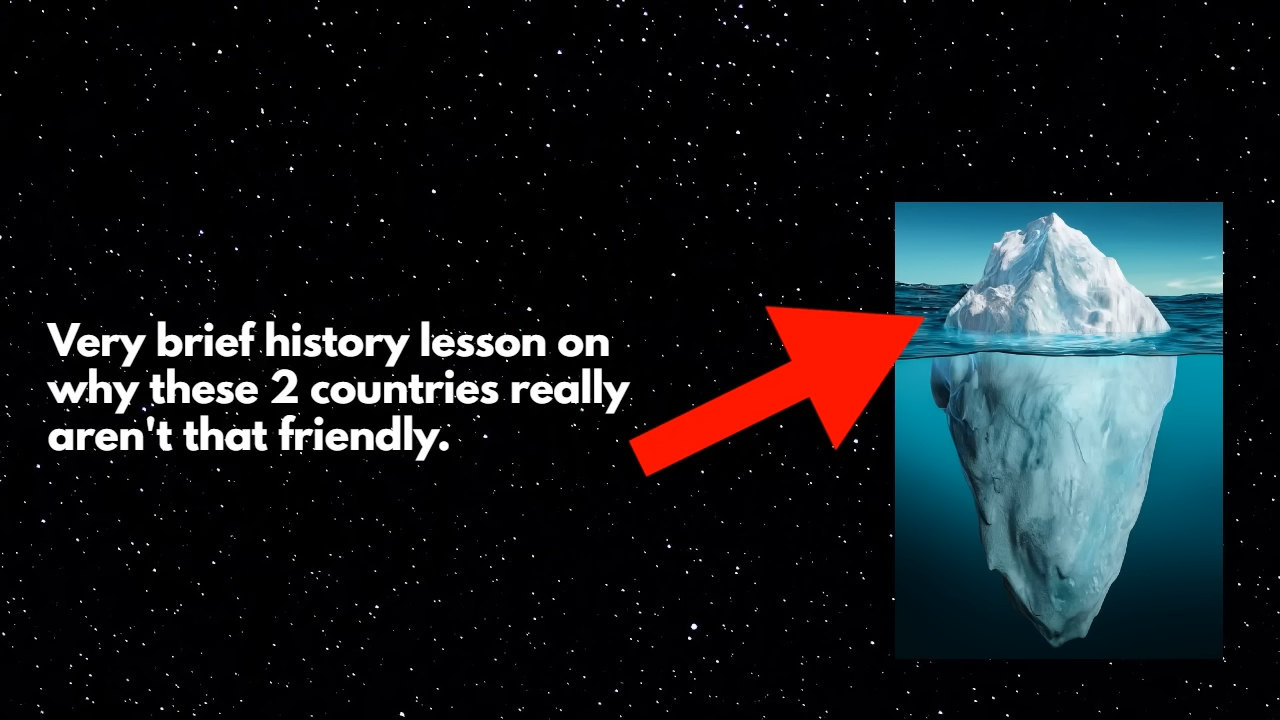 Very brief history lesson on
why these 2 countries really
aren't that friendly.